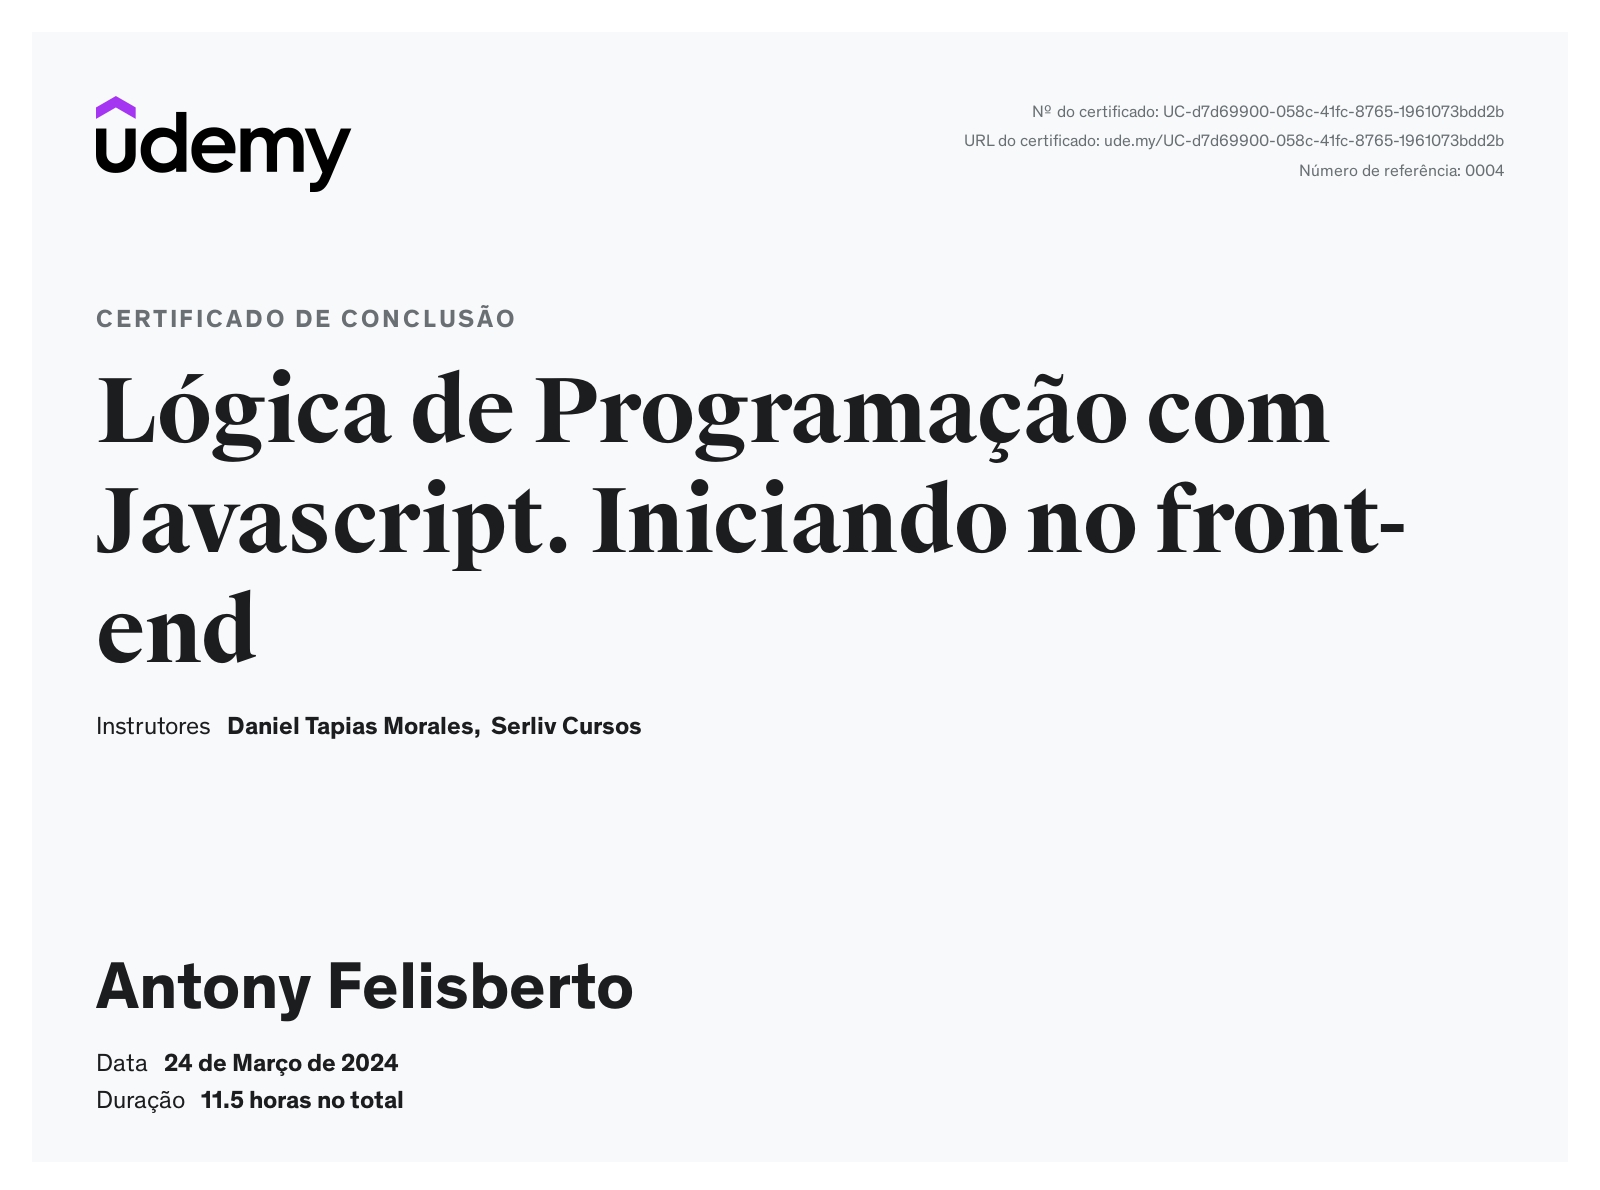 udemy
Nº do certificado: UC-d7d69900-058c-41fc-8765-1961073bdd2b
URL do certificado: ude.my/UC-d7d69900-058c-41fc-8765-1961073bdd2b
Número de referência: 0004
CERTIFICADO DE CONCLUSÃO
Lógica de Programação com
Javascript. Iniciando no front-
end
Instrutores Daniel Tapias Morales, Serliv Cursos
Antony Felisberto
Data 24 de Março de 2024
Duração 11.5 horas no total